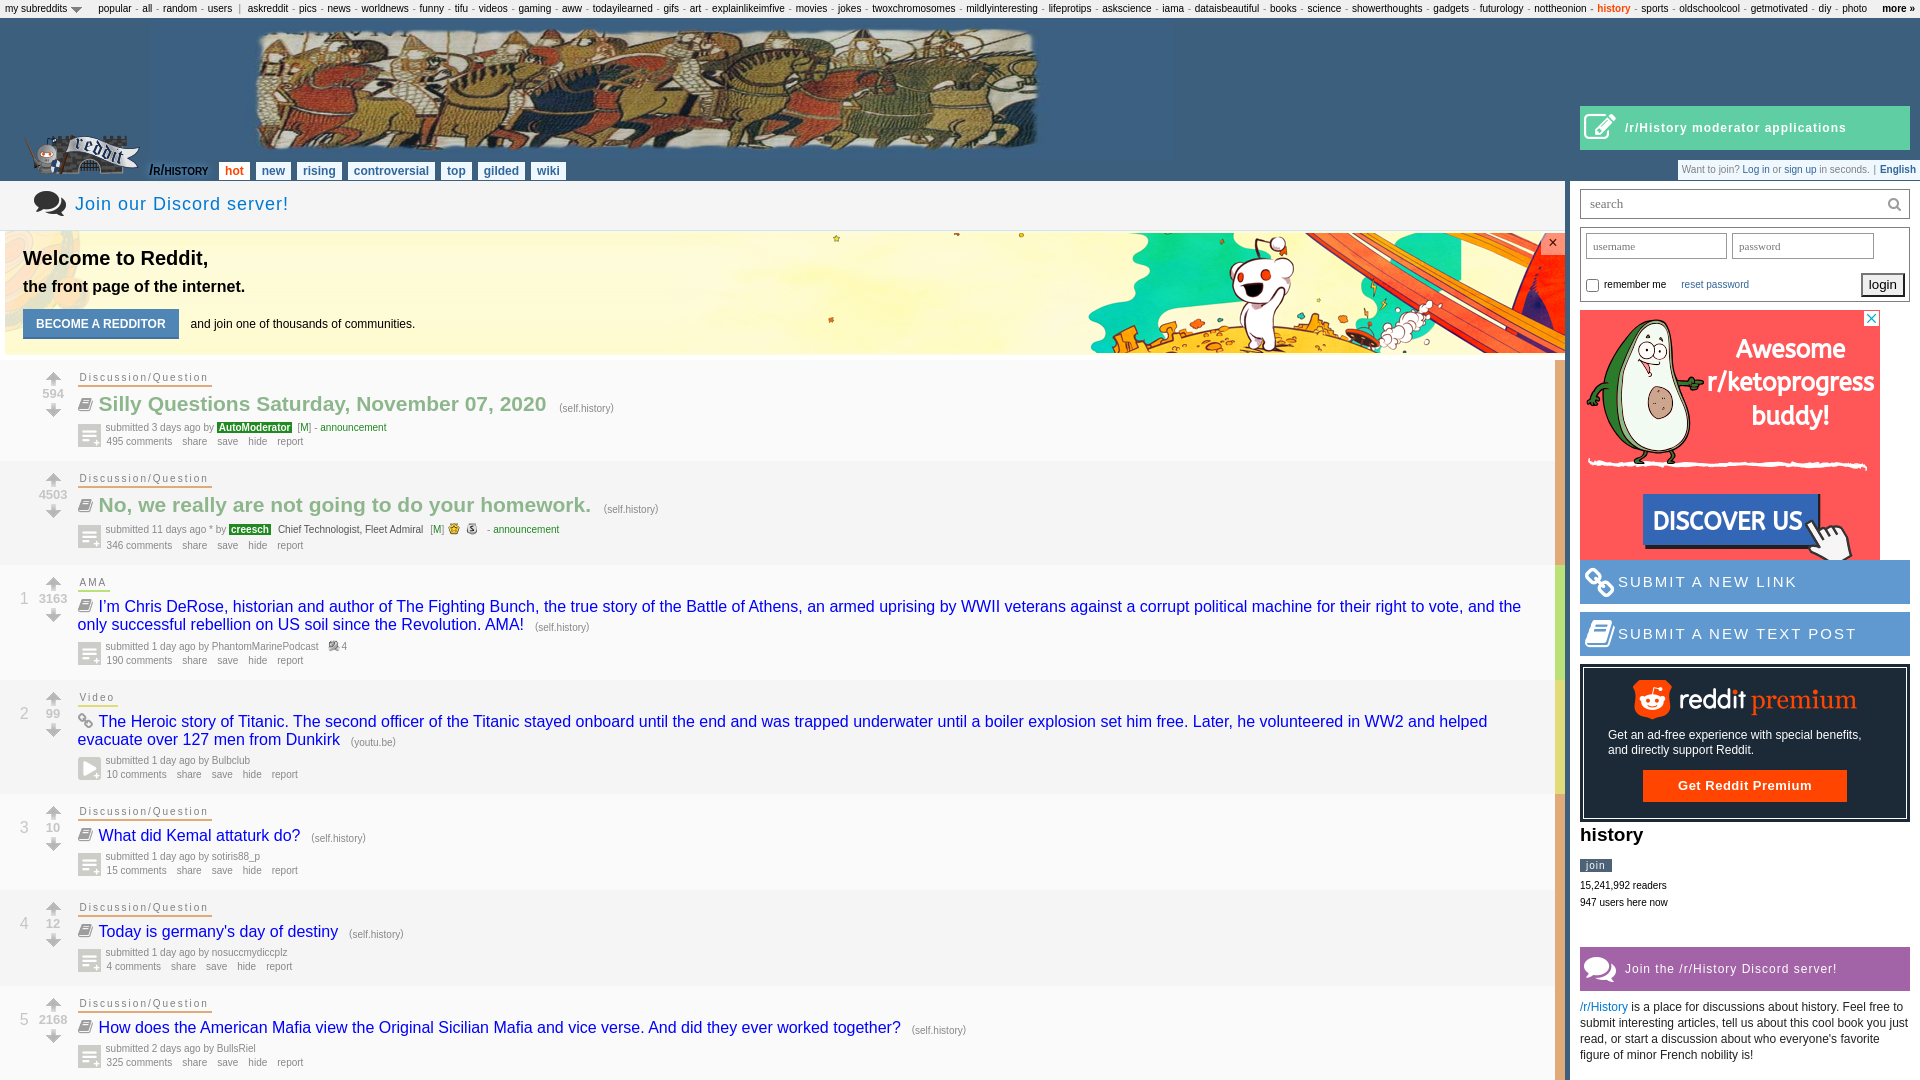 my subreddits popular - all - random - users | askreddit - pics - news - worldnews - funny - tifu - videos - gaming - aww - todayilearned - gifs - art - explainlikeimfive - movies - jokes - twoxchromosomes - mildlyinteresting - lifeprotips - askscience - iama - dataisbeautiful - books - science - showerthoughts - gadgets - futurology - nottheonion - history - sports - oldschoolcool - getmotivated - diy - photo more »
/r/History moderator applications
reddit /r/history hot new rising controversial top gilded wiki
Want to join? Log in or sign up in seconds. | English
Join our Discord server!
Welcome to Reddit,
the front page of the internet.
BECOME A REDDITOR and join one of thousands of communities.
×
Discussion/Question
594
Silly Questions Saturday, November 07, 2020 (self.history)
submitted 3 days ago by AutoModerator [M] - announcement
495 comments share save hide report
Discussion/Question
4503
No, we really are not going to do your homework. (self.history)
submitted 11 days ago * by creesch Chief Technologist, Fleet Admiral [M] - announcement
346 comments share save hide report
AMA
1 3163
I'm Chris DeRose, historian and author of The Fighting Bunch, the true story of the Battle of Athens, an armed uprising by WWII veterans against a corrupt political machine for their right to vote, and the
only successful rebellion on US soil since the Revolution. AMA! (self.history)
submitted 1 day ago by PhantomMarinePodcast 4
190 comments share save hide report
Video
2 99
The Heroic story of Titanic. The second officer of the Titanic stayed onboard until the end and was trapped underwater until a boiler explosion set him free. Later, he volunteered in WW2 and helped
evacuate over 127 men from Dunkirk (youtu.be)
submitted 1 day ago by Bulbclub
10 comments share save hide report
Discussion/Question
3 10
What did Kemal attaturk do? (self.history)
submitted 1 day ago by sotiris88_p
15 comments share save hide report
Discussion/Question
4 12
Today is germany's day of destiny (self.history)
submitted 1 day ago by nosuccmydiccplz
4 comments share save hide report
Discussion/Question
5 2168
How does the American Mafia view the Original Sicilian Mafia and vice verse. And did they ever worked together? (self.history)
submitted 2 days ago by BullsRiel
325 comments share save hide report
search
username password
remember me reset password login
Awesome
r/ketoprogress
buddy!
DISCOVER US
SUBMIT A NEW LINK
SUBMIT A NEW TEXT POST
reddit premium
Get an ad-free experience with special benefits,
and directly support Reddit.
Get Reddit Premium
history
join
15,241,992 readers
947 users here now
Join the /r/History Discord server!
/r/History is a place for discussions about history. Feel free to
submit interesting articles, tell us about this cool book you just
read, or start a discussion about who everyone's favorite
figure of minor French nobility is!